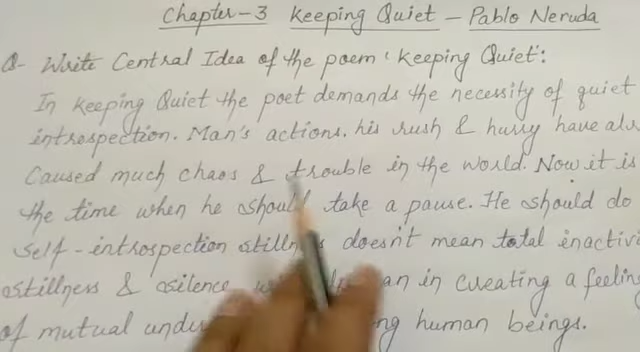 Chapter-3 Keeping Quiet - Pablo Neruda
Q- Write Central Idea of the poem 'Keeping Quiet':
In Keeping Quiet the poet demands the necessity of quiet
introspection. Man's actions. his rush & hurry have
Caused much chaos & trouble in the world. Now it is
the time when he should take a pause. He should do
self-introspection doesn't mean total
stillness & silence in creating a feeling
of mutual human beings.